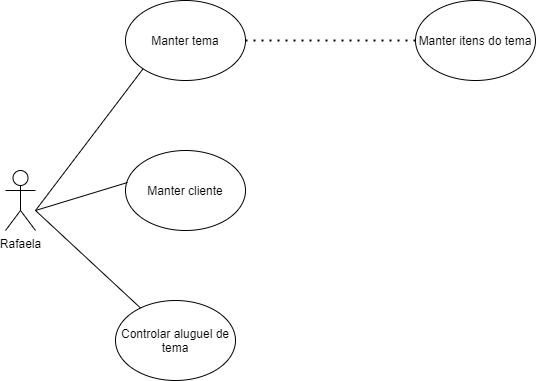 Manter tema
Manter itens do tema
Manter cliente
Rafaela
Controlar aluguel de
tema